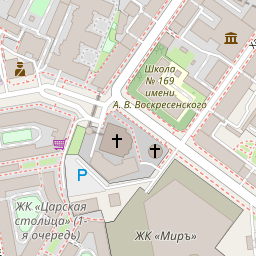 Школа
№ 169
имени
А. В. Воскресенского
P
ЖК «Царская
столица» (1
я очередь)
ЖК «Миръ»